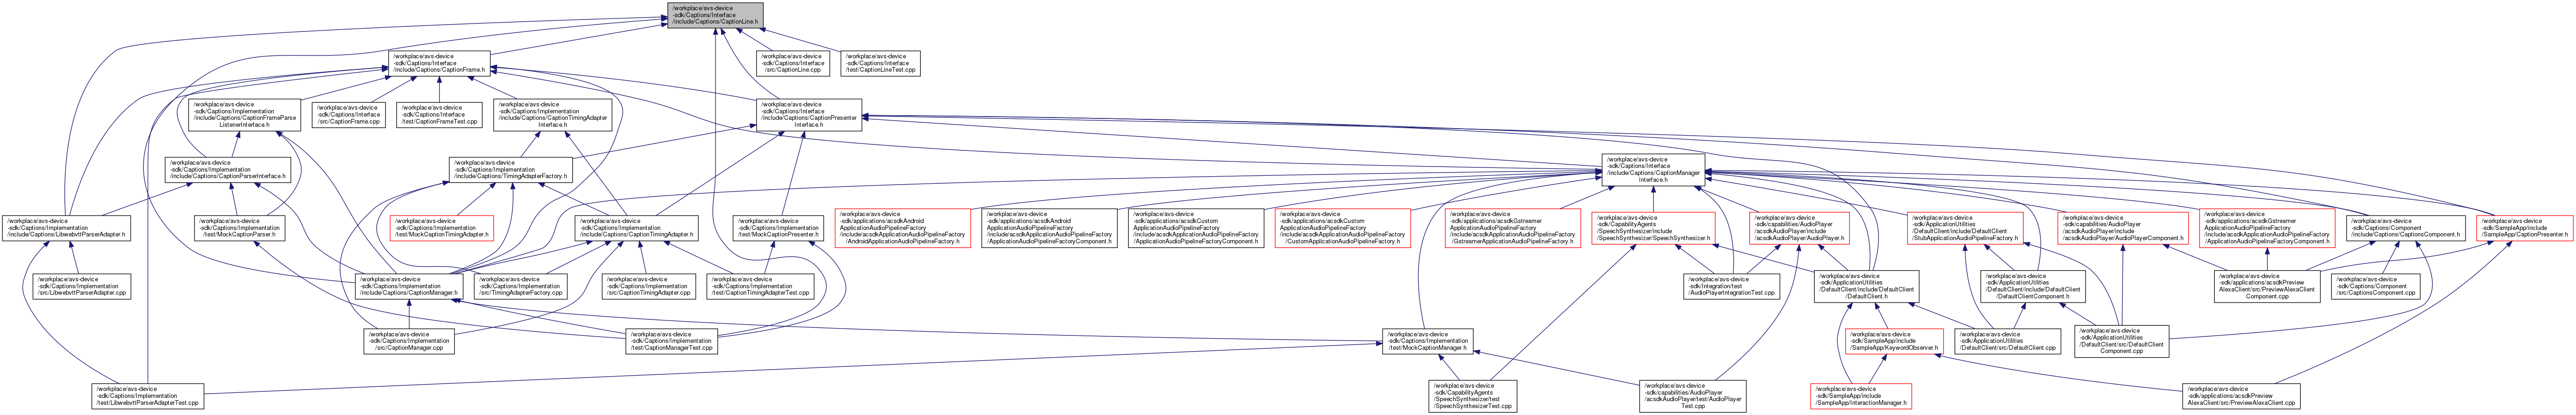 /workplace/avs-device
-sdk/Captions/Interface
/include/Captions/CaptionLine.h
/workplace/avs-device
-sdk/Captions/Interface
/include/Captions/CaptionFrame.h
/workplace/avs-device
-sdk/Captions/Interface
/src/CaptionLine.cpp
/workplace/avs-device
-sdk/Captions/Interface
/test/CaptionLineTest.cpp
/workplace/avs-device
-sdk/Captions/Implementation
/include/Captions/CaptionFrameParse
ListenerInterface.h
/workplace/avs-device
-sdk/Captions/Interface
/src/CaptionFrame.cpp
/workplace/avs-device
-sdk/Captions/Interface
/test/CaptionFrameTest.cpp
/workplace/avs-device
-sdk/Captions/Implementation
/include/Captions/CaptionTimingAdapter
Interface.h
/workplace/avs-device
-sdk/Captions/Interface
/include/Captions/CaptionPresenter
Interface.h
/workplace/avs-device
-sdk/Captions/Implementation
/include/Captions/CaptionParserInterface.h
/workplace/avs-device
-sdk/Captions/Implementation
/include/Captions/TimingAdapterFactory.h
/workplace/avs-device
-sdk/Captions/Interface
/include/Captions/CaptionManager
Interface.h
/workplace/avs-device
-sdk/Captions/Implementation
/include/Captions/LibwebvttParserAdapter.h
/workplace/avs-device
-sdk/Captions/Implementation
/test/MockCaptionParser.h
/workplace/avs-device
-sdk/Captions/Implementation
/test/MockCaptionTimingAdapter.h
/workplace/avs-device
-sdk/Captions/Implementation
/include/Captions/CaptionTimingAdapter.h
/workplace/avs-device
-sdk/Captions/Implementation
/test/MockCaptionPresenter.h
/workplace/avs-device
-sdk/applications/acsdkAndroid
ApplicationAudioPipelineFactory
/include/acsdkApplicationAudioPipelineFactory
/AndroidApplicationAudioPipelineFactory.h
/workplace/avs-device
-sdk/applications/acsdkAndroid
ApplicationAudioPipelineFactory
/include/acsdkApplicationAudioPipelineFactory
/ApplicationAudioPipelineFactoryComponent.h
/workplace/avs-device
-sdk/applications/acsdkCustom
ApplicationAudioPipelineFactory
/include/acsdkApplicationAudioPipelineFactory
/ApplicationAudioPipelineFactoryComponent.h
/workplace/avs-device
-sdk/applications/acsdkCustom
ApplicationAudioPipelineFactory
/include/acsdkApplicationAudioPipelineFactory
/CustomApplicationAudioPipelineFactory.h
/workplace/avs-device
-sdk/applications/acsdkGstreamer
ApplicationAudioPipelineFactory
/include/acsdkApplicationAudioPipelineFactory
/GstreamerApplicationAudioPipelineFactory.h
/workplace/avs-device
-sdk/CapabilityAgents
/SpeechSynthesizer/include
/SpeechSynthesizer/SpeechSynthesizer.h
/workplace/avs-device
-sdk/capabilities/AudioPlayer
/acsdkAudioPlayer/include
/acsdkAudioPlayer/AudioPlayer.h
/workplace/avs-device
-sdk/ApplicationUtilities
/DefaultClient/include/DefaultClient
/StubApplicationAudioPipelineFactory.h
/workplace/avs-device
-sdk/capabilities/AudioPlayer
/acsdkAudioPlayer/include
/acsdkAudioPlayer/AudioPlayerComponent.h
/workplace/avs-device
-sdk/applications/acsdkGstreamer
ApplicationAudioPipelineFactory
/include/acsdkApplicationAudioPipelineFactory
/ApplicationAudioPipelineFactoryComponent.h
/workplace/avs-device
-sdk/Captions/Component
/include/Captions/CaptionsComponent.h
/workplace/avs-device
-sdk/SampleApp/include
/SampleApp/CaptionPresenter.h
/workplace/avs-device
-sdk/Captions/Implementation
/src/LibwebvttParserAdapter.cpp
/workplace/avs-device
-sdk/Captions/Implementation
/include/Captions/CaptionManager.h
/workplace/avs-device
-sdk/Captions/Implementation
/src/TimingAdapterFactory.cpp
/workplace/avs-device
-sdk/Captions/Implementation
/src/CaptionTimingAdapter.cpp
/workplace/avs-device
-sdk/Captions/Implementation
/test/CaptionTimingAdapterTest.cpp
/workplace/avs-device
-sdk/Integration/test
/AudioPlayerIntegrationTest.cpp
/workplace/avs-device
-sdk/ApplicationUtilities
/DefaultClient/include/DefaultClient
/DefaultClient.h
/workplace/avs-device
-sdk/ApplicationUtilities
/DefaultClient/include/DefaultClient
/DefaultClientComponent.h
/workplace/avs-device
-sdk/applications/acsdkPreview
AlexaClient/src/PreviewAlexaClient
Component.cpp
/workplace/avs-device
-sdk/Captions/Component
/src/CaptionsComponent.cpp
/workplace/avs-device
-sdk/Captions/Implementation
/src/CaptionManager.cpp
/workplace/avs-device
-sdk/Captions/Implementation
/test/CaptionManagerTest.cpp
/workplace/avs-device
-sdk/Captions/Implementation
/test/MockCaptionManager.h
/workplace/avs-device
-sdk/SampleApp/include
/SampleApp/KeywordObserver.h
/workplace/avs-device
-sdk/ApplicationUtilities
/DefaultClient/src/DefaultClient.cpp
/workplace/avs-device
-sdk/ApplicationUtilities
/DefaultClient/src/DefaultClient
Component.cpp
/workplace/avs-device
-sdk/Captions/Implementation
/test/LibwebvttParserAdapterTest.cpp
/workplace/avs-device
-sdk/CapabilityAgents
/SpeechSynthesizer/test
/SpeechSynthesizerTest.cpp
/workplace/avs-device
-sdk/capabilities/AudioPlayer
/acsdkAudioPlayer/test/AudioPlayer
Test.cpp
/workplace/avs-device
-sdk/SampleApp/include
/SampleApp/InteractionManager.h
/workplace/avs-device
-sdk/applications/acsdkPreview
AlexaClient/src/PreviewAlexaClient.cpp